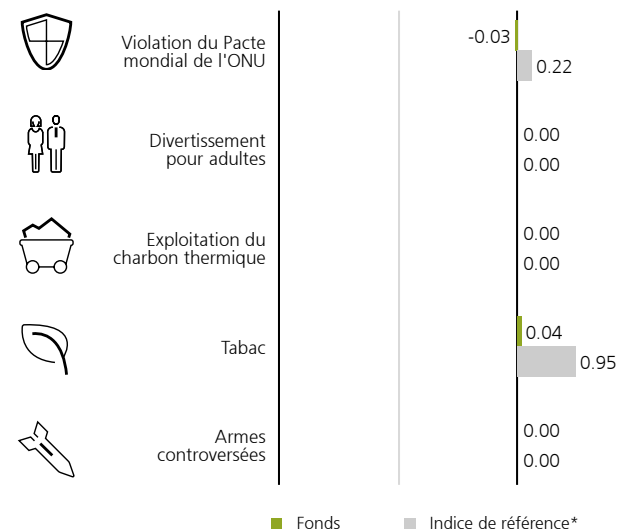 Violation du Pacte
mondial de l'ONU
-0.03
0.22
Divertissement
pour adultes
0.00
0.00
Exploitation du
charbon thermique
0.00
0.00
Tabac
0.04
0.95
Armes
controversées
0.00
0.00
Fonds
Indice de référence*